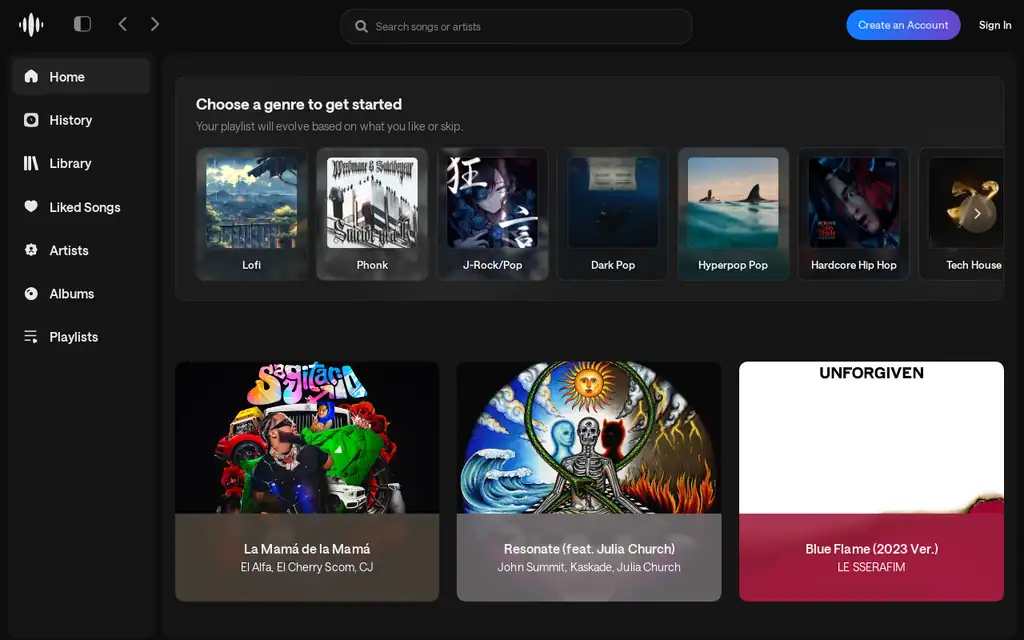 Search songs or artists
Create an Account
Sign In
Home
History
Library
Liked Songs
Artists
Albums
Playlists
Choose a genre to get started
Your playlist will evolve based on what you like or skip.
狂
言
Lofi
Phonk
J-Rock/Pop
Dark Pop
Hyperpop Pop
Hardcore Hip Hop
Tech House
Sagitario
UNFORGIVEN
La Mamá de la Mamá
El Alfa, El Cherry Scom, CJ
Resonate (feat. Julia Church)
John Summit, Kaskade, Julia Church
Blue Flame (2023 Ver.)
LE SSERAFIM